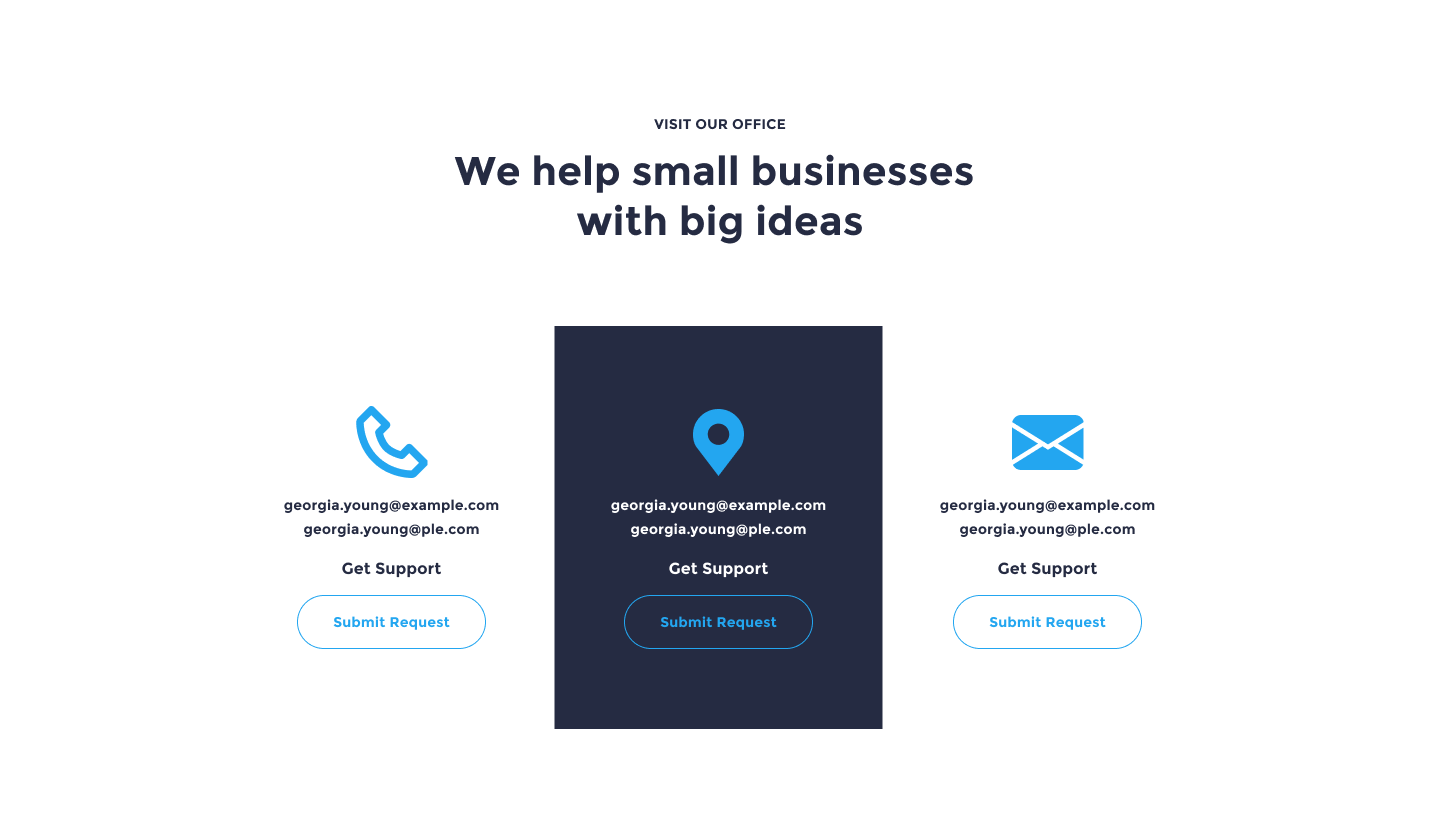 VISIT OUR OFFICE
We help small businesses
with big ideas
georgia.young@example.com
georgia.young@ple.com
Get Support
Submit Request
georgia.young@example.com
georgia.young@ple.com
Get Support
Submit Request
georgia.young@example.com
georgia.young@ple.com
Get Support
Submit Request